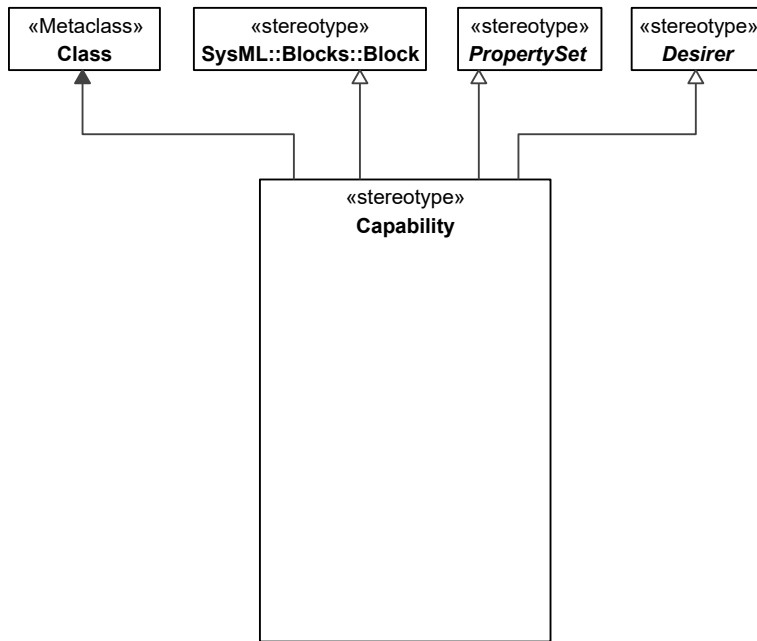 «Metaclass»
Class
«stereotype»
SysML::Blocks::Block
«stereotype»
PropertySet
«stereotype»
Desirer
«stereotype»
Capability